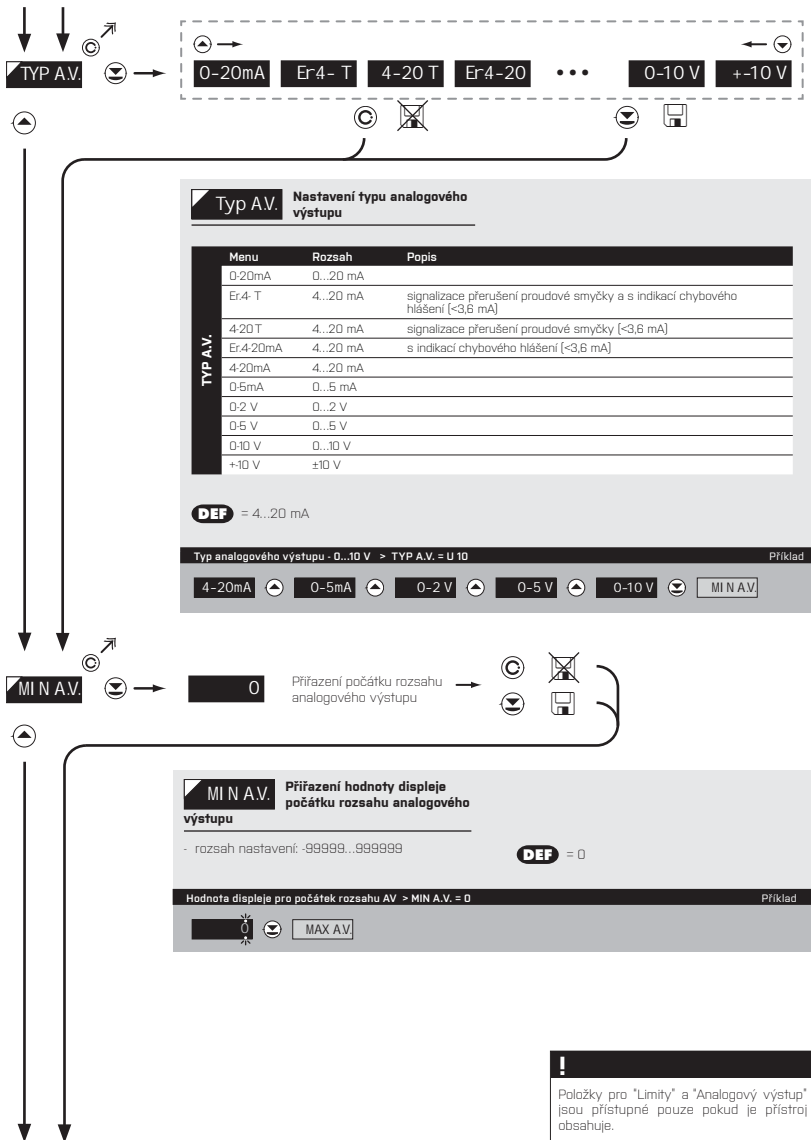 TYP A.V.
0-20mA Er4- T 4-20 T Er4-20 ••• 0-10 V +-10 V
Typ A.V. Nastavení typu analogového
výstupu
TYP A.V.
Menu Rozsah Popis
0-20mA 0...20 mA
Er.4- T 4...20 mA signalizace přerušení proudové smyčky a s indikací chybového
hlášení (<3,6 mA)
4-20 T 4...20 mA signalizace přerušení proudové smyčky (<3,6 mA)
Er.4-20mA 4...20 mA s indikací chybového hlášení (<3,6 mA)
4-20mA 4...20 mA
0-5mA 0...5 mA
0-2 V 0...2 V
0-5 V 0...5 V
0-10 V 0...10 V
+-10 V ±10 V
DEF = 4...20 mA
Typ analogového výstupu - 0...10 V > TYP A.V. = U 10 Příklad
4-20mA 0-5mA 0-2 V 0-5 V 0-10 V MI N A.V.
MI N A.V. 0 Přiřazení počátku rozsahu
analogového výstupu
MI N A.V. Přiřazení hodnoty displeje
počátku rozsahu analogového
výstupu
- rozsah nastavení: -99999...999999 DEF = 0
Hodnota displeje pro počátek rozsahu AV > MIN A.V. = 0 Příklad
0 MAX A.V.
!
Položky pro "Limity" a "Analogový výstup"
jsou přístupné pouze pokud je přístroj
obsahuje.